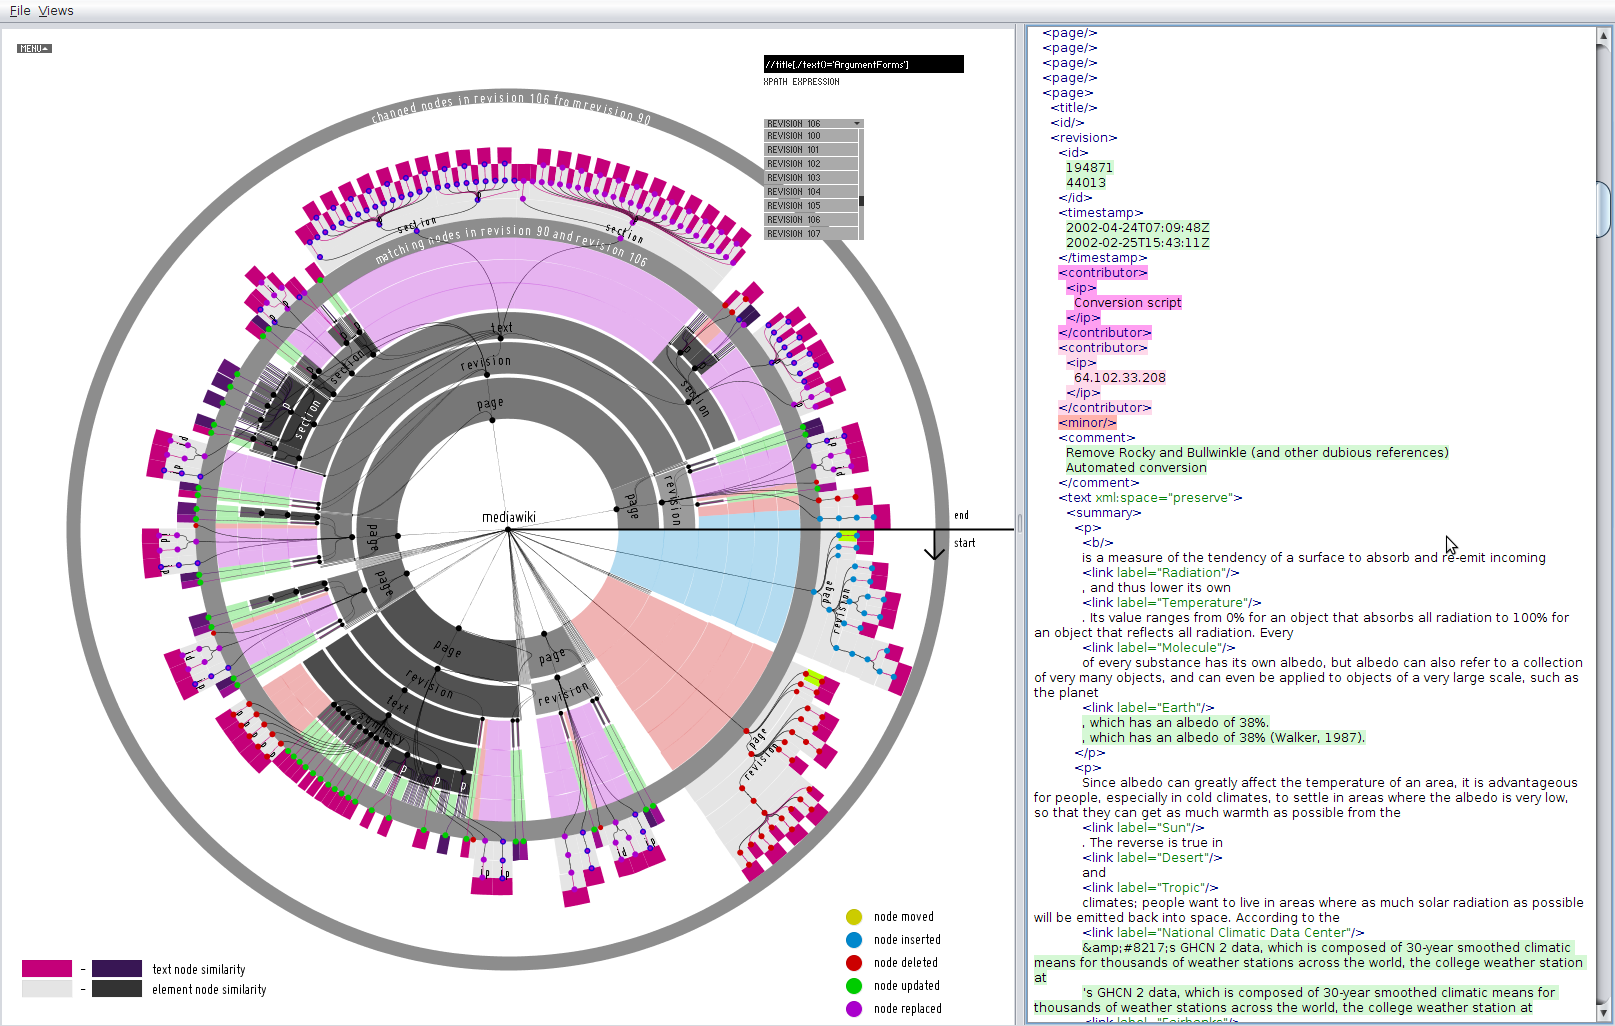 File Views
MENU
//title[./text()='ArgumentForms']
XPATH EXPRESSION
REVISION 106
REVISION 100
REVISION 101
REVISION 102
REVISION 103
REVISION 104
REVISION 105
REVISION 106
REVISION 107
changed nodes in revision 106 from revision 90
matching nodes in revision 90 and revision 106
section
section
text
revision
page
section
section
section
page
revision
mediawiki
end
start
page
page
page
revision
text
summary
p
p
p
page
revision
page
revision
page
revision
id
ip
ip
ip
- text node similarity
- element node similarity
node moved
node inserted
node deleted
node updated
node replaced
<page/>
<page/>
<page/>
<page/>
<page>
<title/>
<id/>
<revision>
<id>
194871
44013
</id>
<timestamp>
2002-04-24T07:09:48Z
2002-02-25T15:43:11Z
</timestamp>
<contributor>
<ip>
Conversion script
</ip>
</contributor>
<contributor>
<ip>
64.102.33.208
</ip>
</contributor>
<minor/>
<comment>
Remove Rocky and Bullwinkle (and other dubious references)
Automated conversion
</comment>
<text xml:space="preserve">
<summary>
<p>
<b/>
is a measure of the tendency of a surface to absorb and re-emit incoming
<link label="Radiation"/>
, and thus lower its own
<link label="Temperature"/>
. Its value ranges from 0% for an object that absorbs all radiation to 100% for
an object that reflects all radiation. Every
<link label="Molecule"/>
of every substance has its own albedo, but albedo can also refer to a collection
of very many objects, and can even be applied to objects of a very large scale, such as
the planet
<link label="Earth"/>
, which has an albedo of 38%.
, which has an albedo of 38% (Walker, 1987).
</p>
<p>
Since albedo can greatly affect the temperature of an area, it is advantageous
for people, especially in cold climates, to settle in areas where the albedo is very low,
so that they can get as much warmth as possible from the
<link label="Sun"/>
. The reverse is true in
<link label="Desert"/>
and
<link label="Tropic"/>
climates; people want to live in areas where as much solar radiation as possible
will be emitted back into space. According to the
<link label="National Climatic Data Center"/>
&amp;#8217;s GHCN 2 data, which is composed of 30-year smoothed climatic
means for thousands of weather stations across the world, the college weather station
at
's GHCN 2 data, which is composed of 30-year smoothed climatic means for
thousands of weather stations across the world, the college weather station at
<link label="Fairbanks"/>